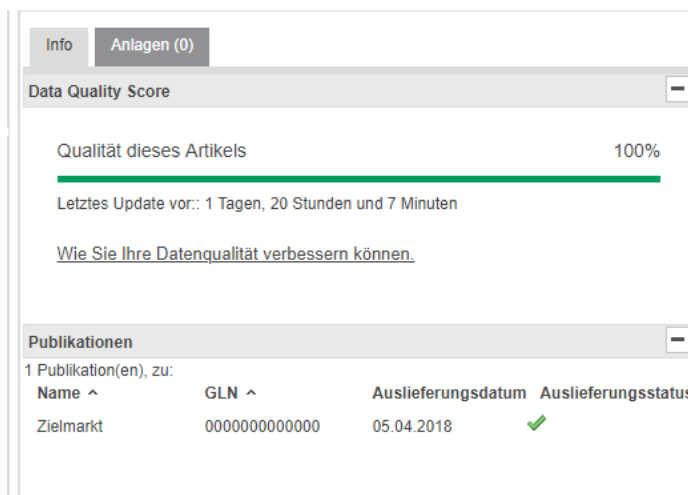 Info Anlagen (0)
Data Quality Score
Qualität dieses Artikels 100%
Letztes Update vor:: 1 Tagen, 20 Stunden und 7 Minuten
Wie Sie Ihre Datenqualität verbessern können.
Publikationen
1 Publikation(en), zu:
Name GLN Auslieferungsdatum Auslieferungsstatus
Zielmarkt 0000000000000 05.04.2018